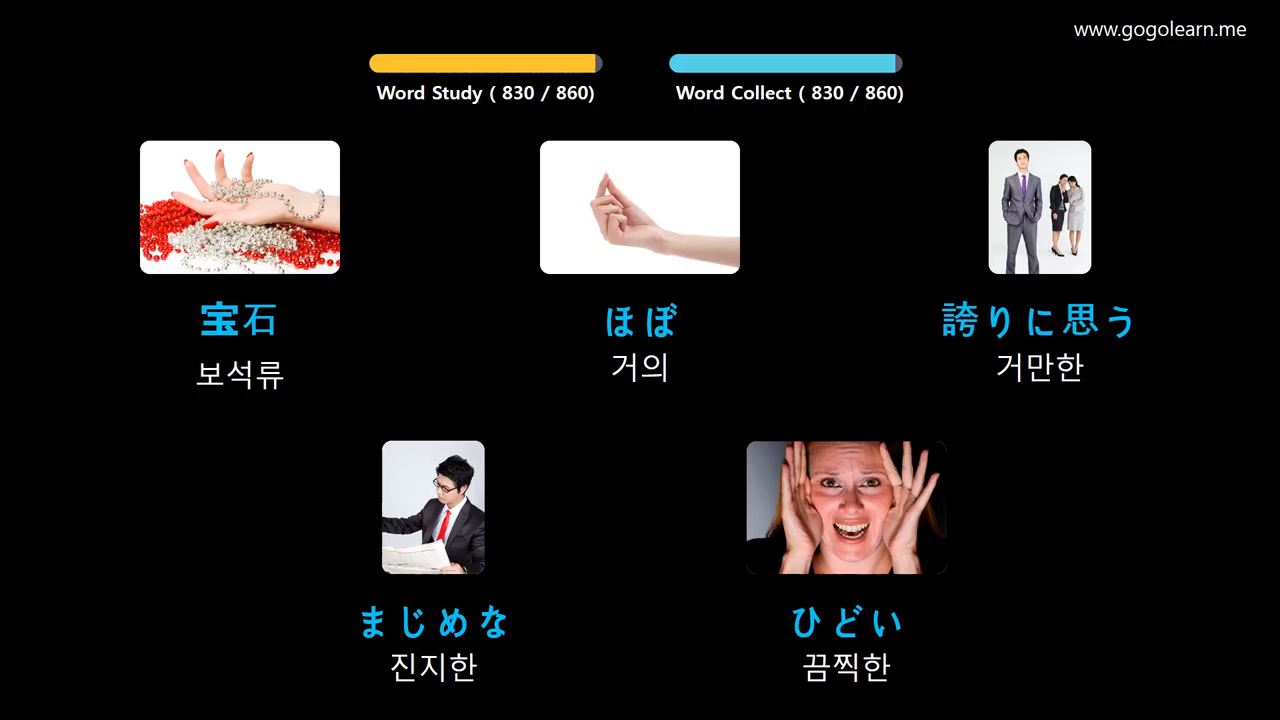 www.gogolearn.me
Word Study ( 830 / 860)
Word Collect ( 830 / 860)
宝石
보석류
ほぼ
거의
誇りに思う
거만한
まじめな
진지한
ひどい
끔찍한